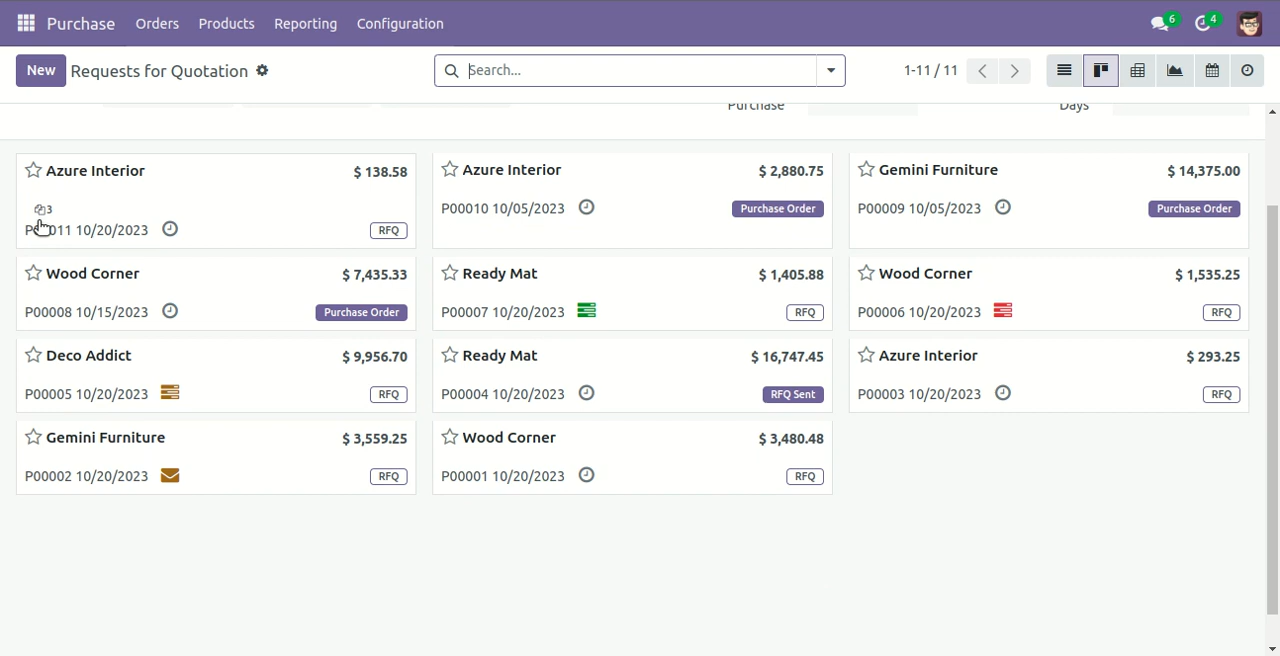 Purchase Orders Products Reporting Configuration 6 4
New Requests for Quotation Search... 1-11 / 11
Purchase Days
Azure Interior $ 138.58
3
011 10/20/2023 RFQ
Azure Interior $ 2,880.75
P00010 10/05/2023 Purchase Order
Gemini Furniture $ 14,375.00
P00009 10/05/2023 Purchase Order
Wood Corner $ 7,435.33
P00008 10/15/2023 Purchase Order
Ready Mat $ 1,405.88
P00007 10/20/2023 RFQ
Wood Corner $ 1,535.25
P00006 10/20/2023 RFQ
Deco Addict $ 9,956.70
P00005 10/20/2023 RFQ
Ready Mat $ 16,747.45
P00004 10/20/2023 RFQ Sent
Azure Interior $ 293.25
P00003 10/20/2023 RFQ
Gemini Furniture $ 3,559.25
P00002 10/20/2023 RFQ
Wood Corner $ 3,480.48
P00001 10/20/2023 RFQ